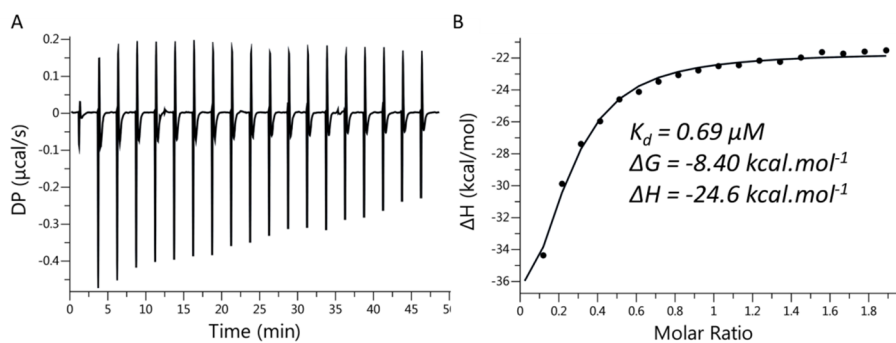 A
0.2
0.1
0
-0.1
-0.2
-0.3
-0.4
DP (µcal/s)
0 5 10 15 20 25 30 35 40 45 5
Time (min)
B
-22
-24
-26
-28
-30
-32
-34
-36
ΔH (kcal/mol)
K_d = 0.69 µM
ΔG = -8.40 kcal.mol⁻¹
ΔH = -24.6 kcal.mol⁻¹
0 0.2 0.4 0.6 0.8 1 1.2 1.4 1.6 1.8
Molar Ratio